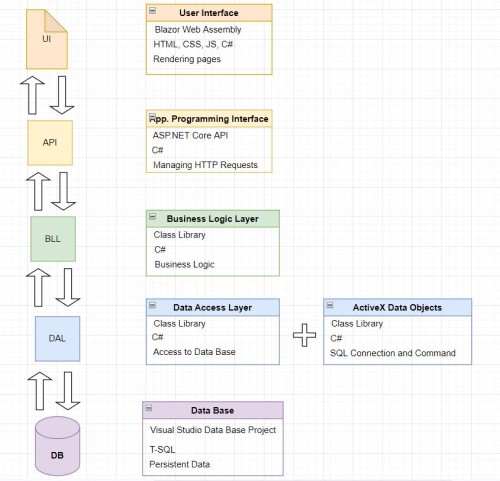 UI
User Interface
Blazor Web Assembly
HTML, CSS, JS, C#
Rendering pages
API
App. Programming Interface
ASP.NET Core API
C#
Managing HTTP Requests
BLL
Business Logic Layer
Class Library
C#
Business Logic
DAL
Data Access Layer
Class Library
C#
Access to Data Base
ActiveX Data Objects
Class Library
C#
SQL Connection and Command
DB
Data Base
Visual Studio Data Base Project
T-SQL
Persistent Data